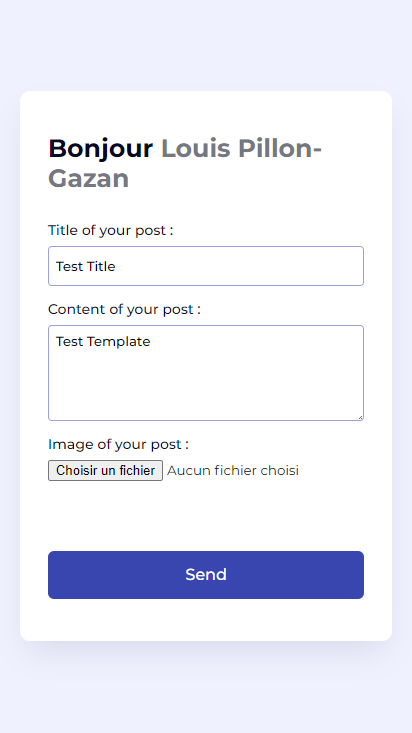 Bonjour Louis Pillon-
Gazan
Title of your post :
Test Title
Content of your post :
Test Template
Image of your post :
Choisir un fichier Aucun fichier choisi
Send